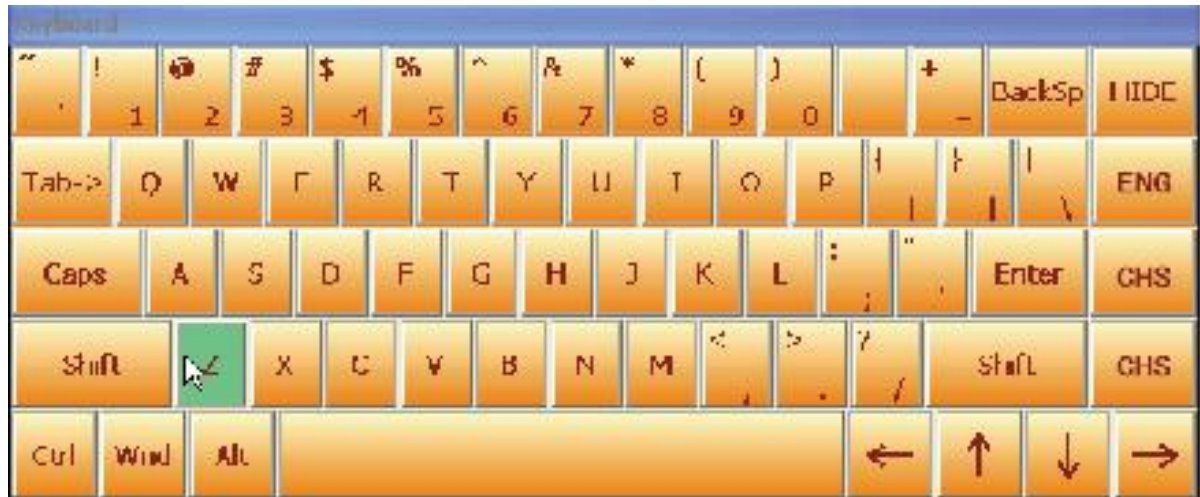 Keyboard
~ ! @ # $ % ^ & * ( ) +
` 1 2 3 4 5 6 7 8 9 0 - BackSp HIDE
Tab-> Q W E R T Y U I O P { } | ENG
[ ] \
Caps A S D F G H J K L : " Enter CHS
; '
Shift Z X C V B N M < > ? Shift CHS
, . /
Ctrl Wind Alt ← ↑ ↓ →